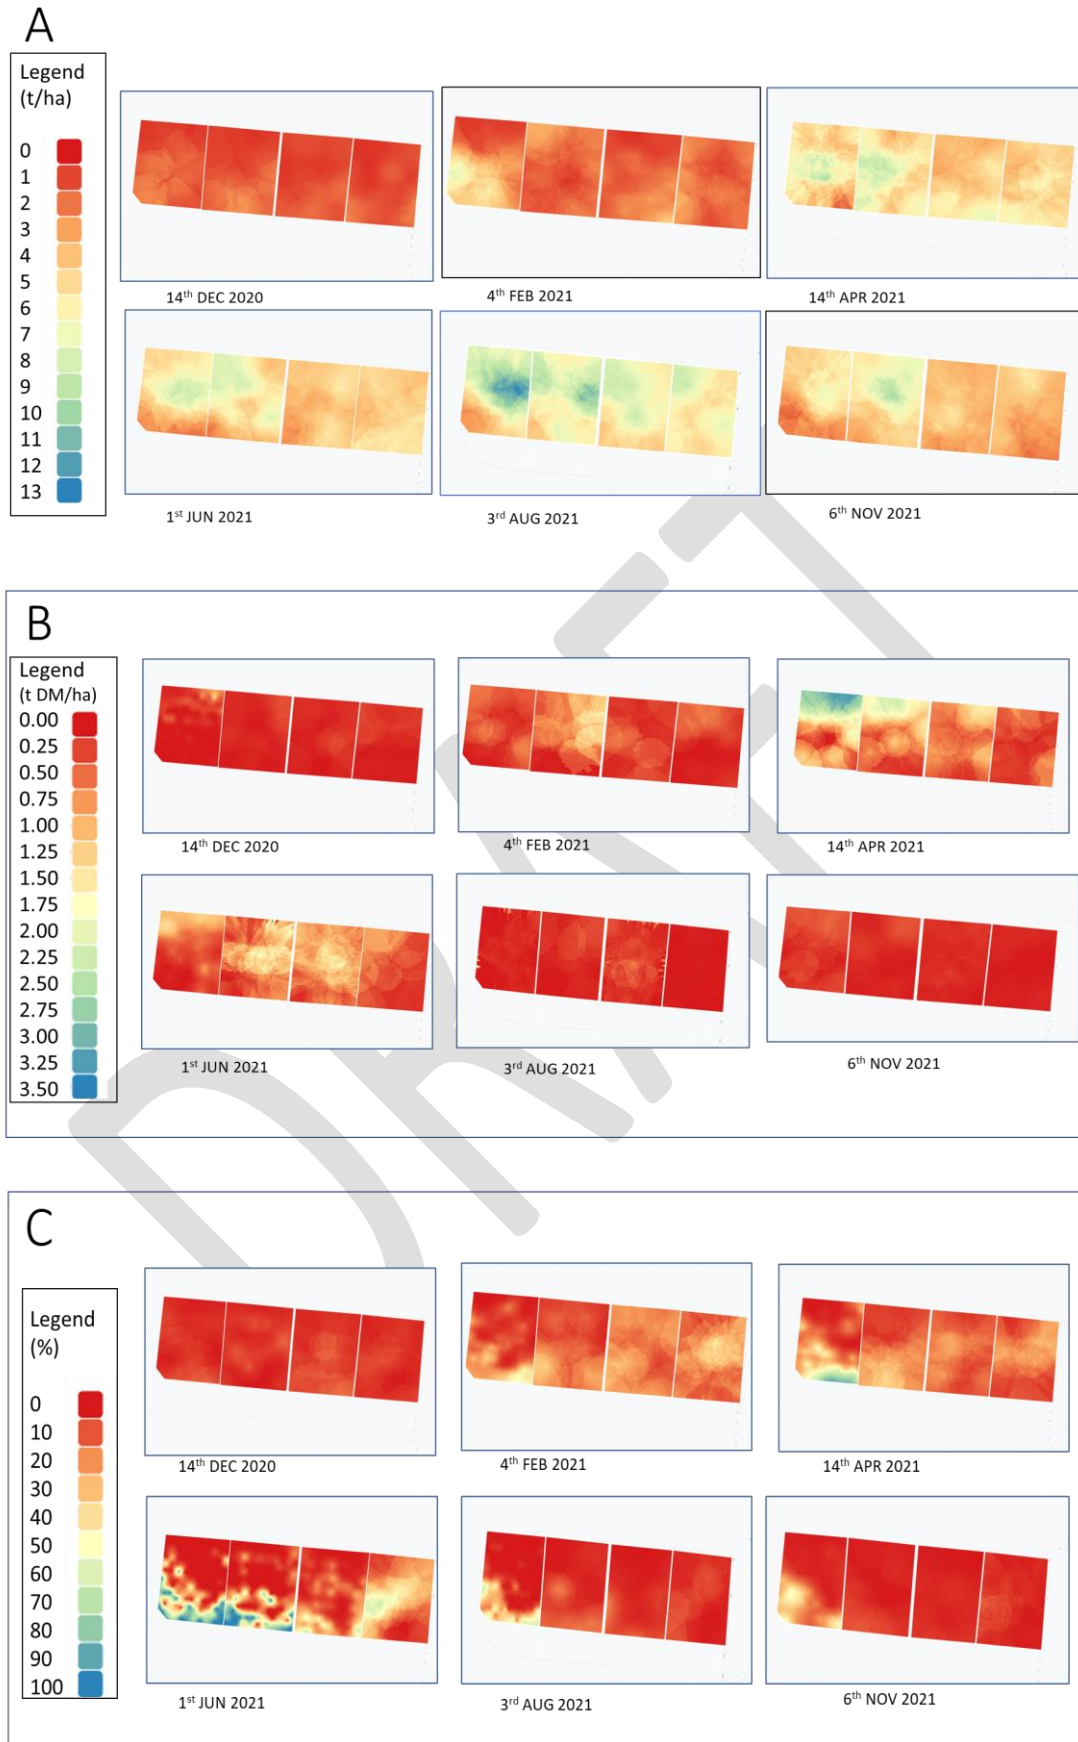 A
Legend
(t/ha)
0
1
2
3
4
5
6
7
8
9
10
11
12
13
14th DEC 2020
4th FEB 2021
14th APR 2021
1st JUN 2021
3rd AUG 2021
6th NOV 2021
B
Legend
(t DM/ha)
0.00
0.25
0.50
0.75
1.00
1.25
1.50
1.75
2.00
2.25
2.50
2.75
3.00
3.25
3.50
14th DEC 2020
4th FEB 2021
14th APR 2021
1st JUN 2021
3rd AUG 2021
6th NOV 2021
DRAFT
C
Legend
(%)
0
10
20
30
40
50
60
70
80
90
100
14th DEC 2020
4th FEB 2021
14th APR 2021
1st JUN 2021
3rd AUG 2021
6th NOV 2021